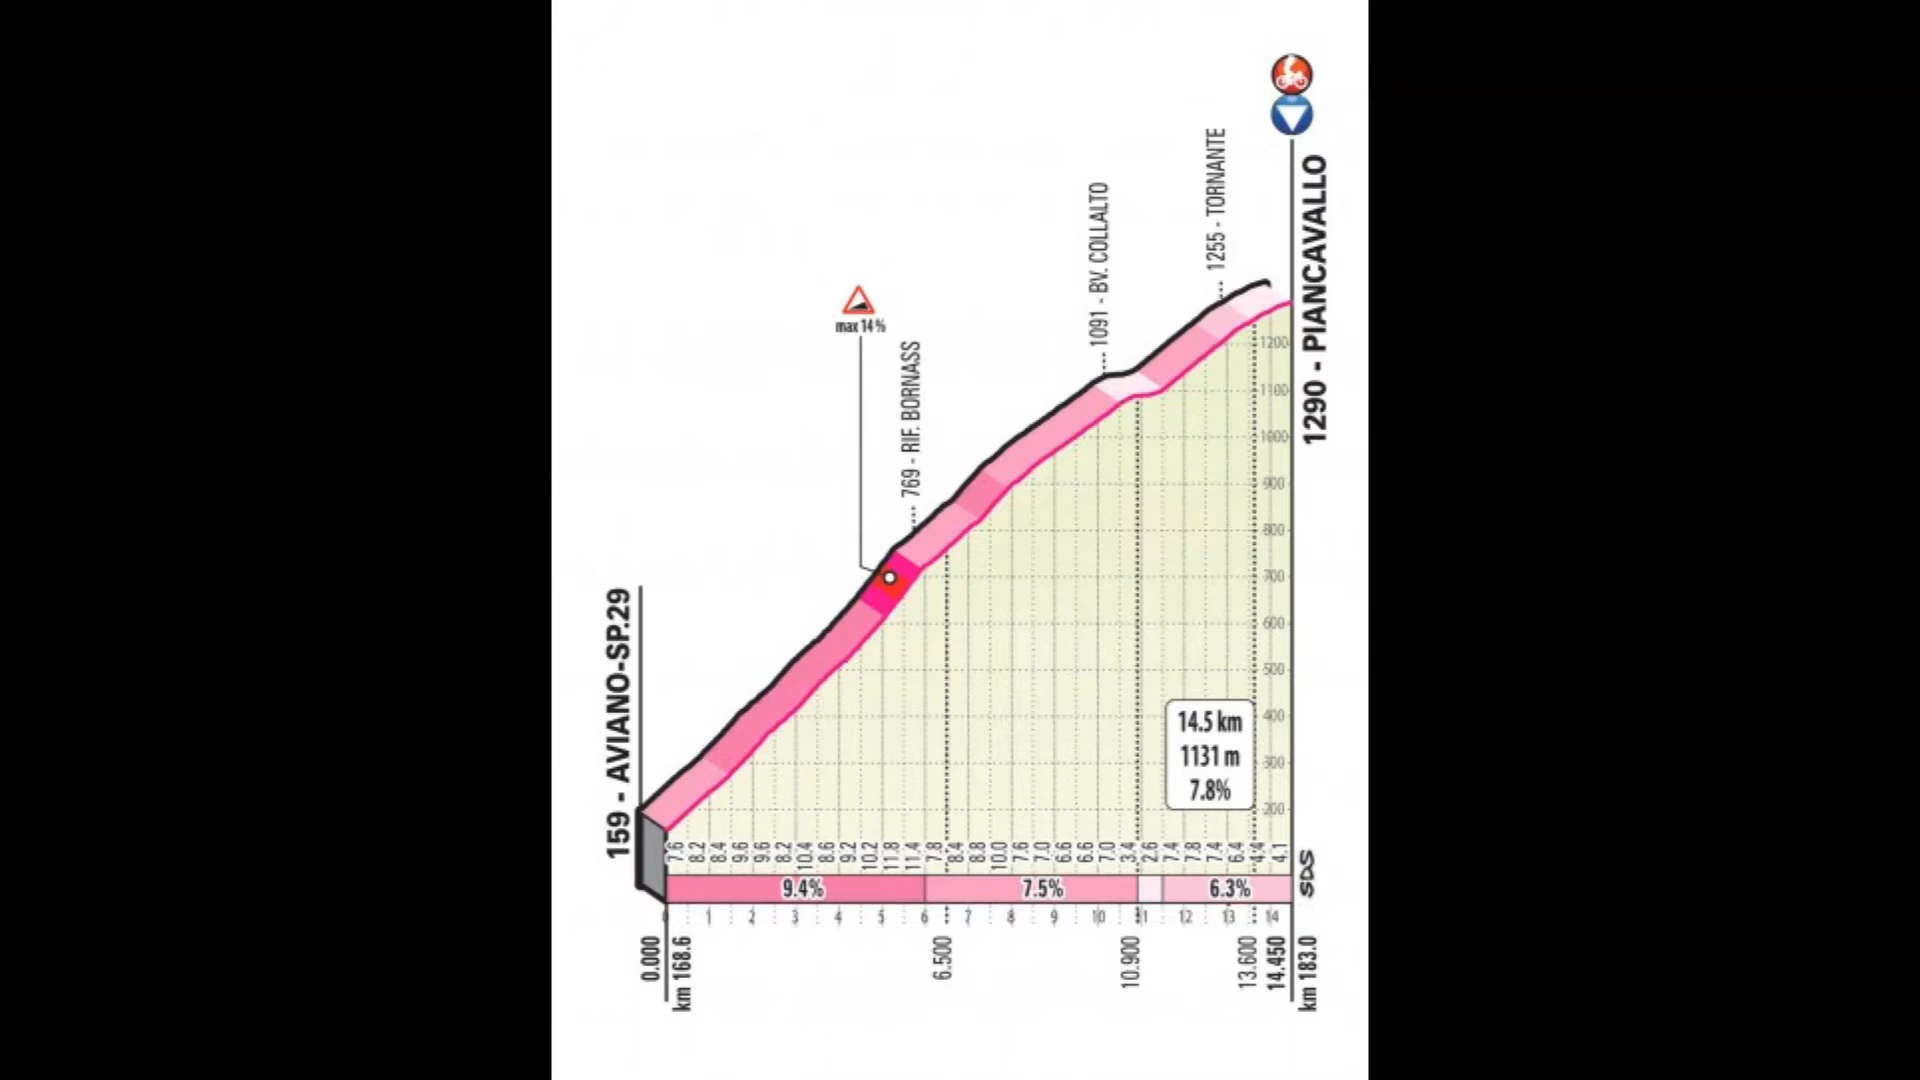 1290 - PIANCAVALLO
1255 - TORNANTE
1091 - BV. COLLALTO
max 14 %
769 - RIF. BORNASS
159 - AVIANO-SP.29
1200
1100
1000
900
800
700
600
500
400
300
200
14.5 km
1131 m
7.8%
7.6 8.2 8.4 9.6 9.6 8.2 10.4 8.6 9.2 10.2 11.8 11.4 7.8 8.4 8.8 10.0 7.6 7.0 6.6 6.6 7.0 3.4 2.6 7.4 7.8 7.4 6.4 4.4 4.1
9.4% 7.5% 6.3%
SDS
0 1 2 3 4 5 6 7 8 9 10 11 12 13 14
0.000 6.500 10.900 13.600 14.450
km 168.6 km 183.0